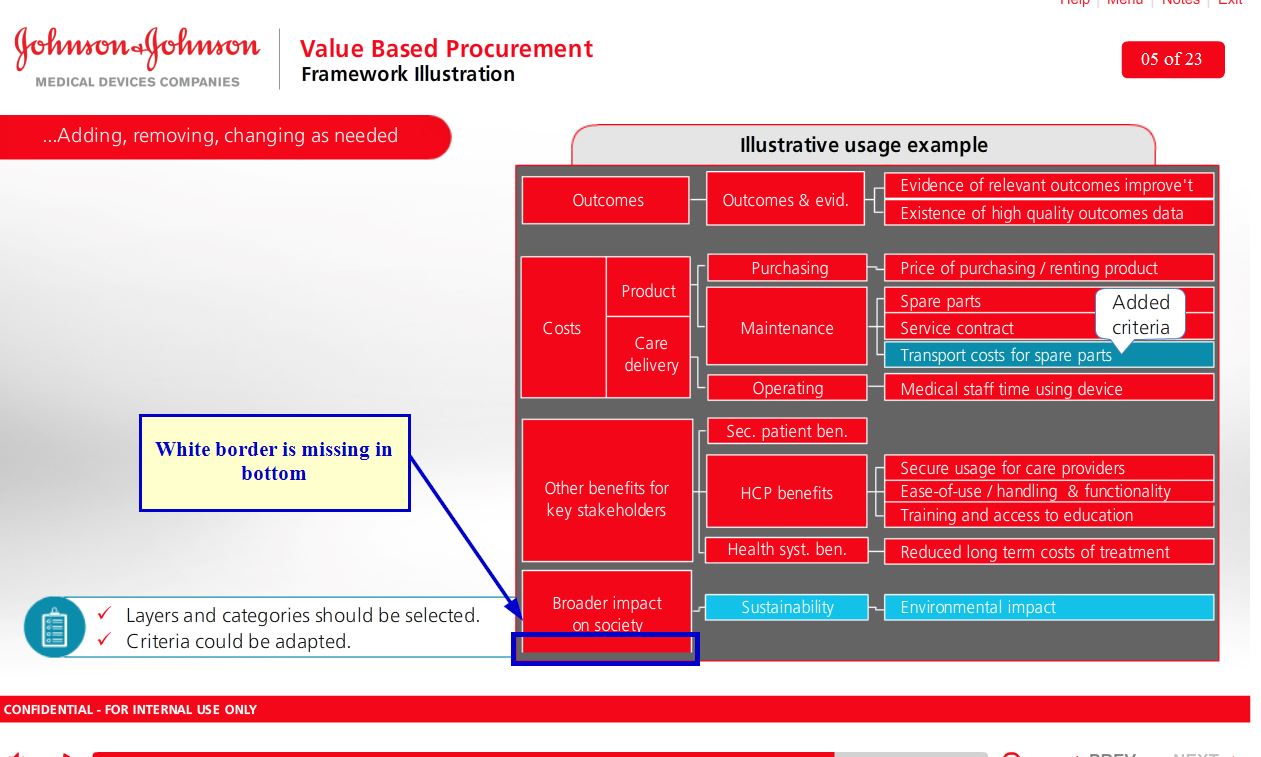 Help | Menu | Notes | Exit
Johnson & Johnson
MEDICAL DEVICES COMPANIES
Value Based Procurement
Framework Illustration
05 of 23
...Adding, removing, changing as needed
Illustrative usage example
Outcomes
Outcomes & evid.
Evidence of relevant outcomes improve't
Existence of high quality outcomes data
Costs
Product
Care
delivery
Purchasing
Price of purchasing / renting product
Maintenance
Spare parts
Service contract
Transport costs for spare parts
Added
criteria
Operating
Medical staff time using device
White border is missing in
bottom
Other benefits for
key stakeholders
Sec. patient ben.
HCP benefits
Secure usage for care providers
Ease-of-use / handling & functionality
Training and access to education
Health syst. ben.
Reduced long term costs of treatment
Broader impact
on society
Sustainability
Environmental impact
Layers and categories should be selected.
Criteria could be adapted.
CONFIDENTIAL - FOR INTERNAL USE ONLY
PREV
NEXT